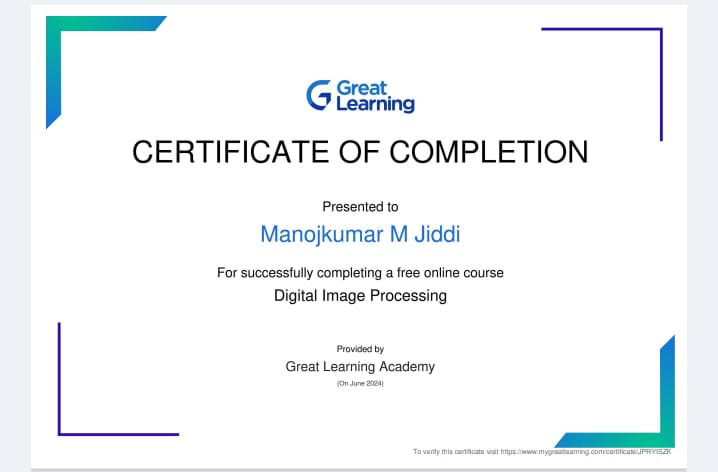 Great
Learning
CERTIFICATE OF COMPLETION
Presented to
Manojkumar M Jiddi
For successfully completing a free online course
Digital Image Processing
Provided by
Great Learning Academy
(On June 2024)
To verify this certificate visit https://www.mygreatlearning.com/certificate/JPRYISZK